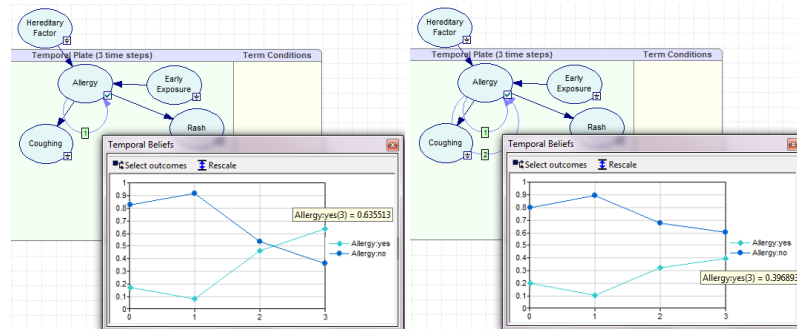 Hereditary
Factor
Temporal Plate (3 time steps)
Term Conditions
Allergy
Early
Exposure
Coughing
Rash
1
Temporal Beliefs
Select outcomes
Rescale
1
0.9
0.8
0.7
0.6
0.5
0.4
0.3
0.2
0.1
0
0
1
2
3
Allergy:yes(3) = 0.635513
Allergy:yes
Allergy:no
Hereditary
Factor
Temporal Plate (3 time steps)
Term Conditions
Allergy
Early
Exposure
Coughing
Rash
1
2
Temporal Beliefs
Select outcomes
Rescale
1
0.9
0.8
0.7
0.6
0.5
0.4
0.3
0.2
0.1
0
0
1
2
3
Allergy:yes
Allergy:no
Allergy:yes(3) = 0.396893